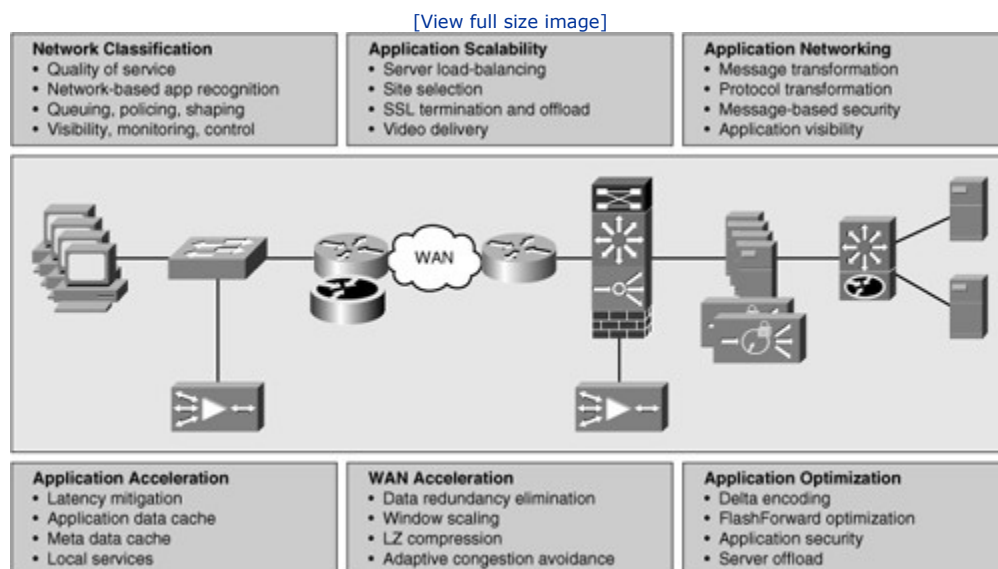 [View full size image]
Network Classification
• Quality of service
• Network-based app recognition
• Queuing, policing, shaping
• Visibility, monitoring, control
Application Scalability
• Server load-balancing
• Site selection
• SSL termination and offload
• Video delivery
Application Networking
• Message transformation
• Protocol transformation
• Message-based security
• Application visibility
WAN
Application Acceleration
• Latency mitigation
• Application data cache
• Meta data cache
• Local services
WAN Acceleration
• Data redundancy elimination
• Window scaling
• LZ compression
• Adaptive congestion avoidance
Application Optimization
• Delta encoding
• FlashForward optimization
• Application security
• Server offload